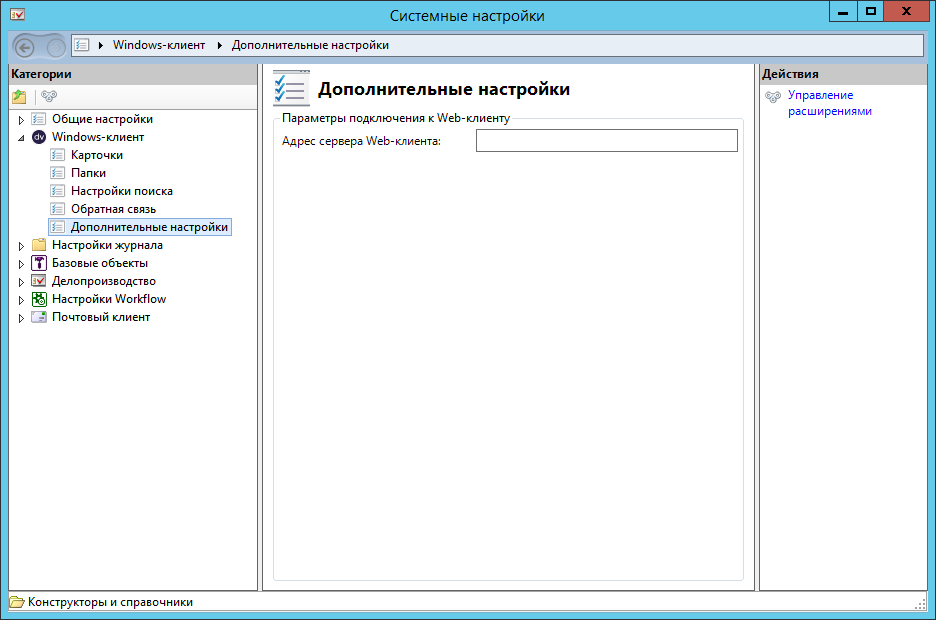 Системные настройки
Windows-клиент
Дополнительные настройки
Категории
Общие настройки
dv Windows-клиент
Карточки
Папки
Настройки поиска
Обратная связь
Дополнительные настройки
Настройки журнала
Базовые объекты
Делопроизводство
Настройки Workflow
Почтовый клиент
Дополнительные настройки
Параметры подключения к Web-клиенту
Адрес сервера Web-клиента:
Действия
Управление
расширениями
Конструкторы и справочники